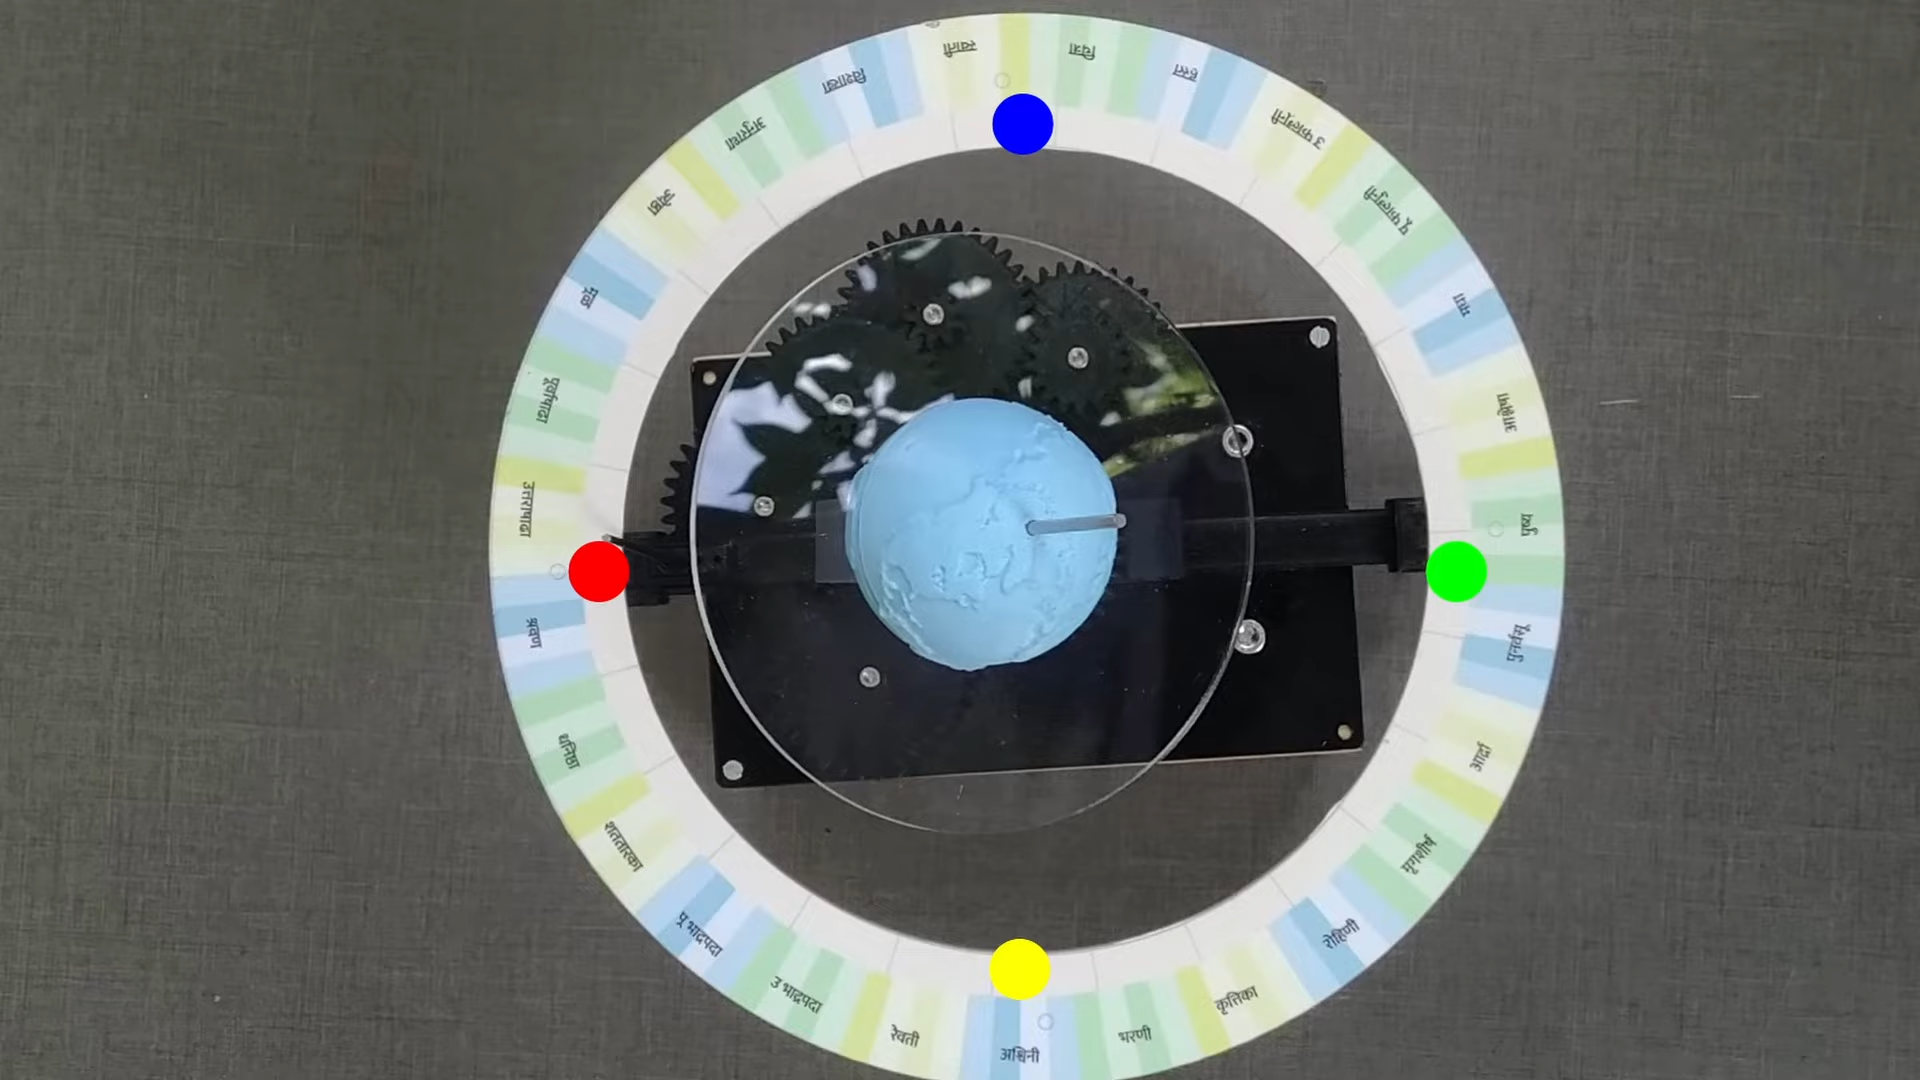 अश्विनी
भरणी
कृत्तिका
रोहिणी
मृगशीर्ष
आर्द्रा
पुनर्वसू
पुष्य
आश्लेषा
मघा
पू फाल्गुनी
उ फाल्गुनी
हस्त
चित्रा
स्वाती
विशाखा
अनुराधा
ज्येष्ठा
मूळ
पूर्वाषाढा
उत्तराषाढा
श्रवण
धनिष्ठा
शततारका
पू भाद्रपदा
उ भाद्रपदा
रेवती